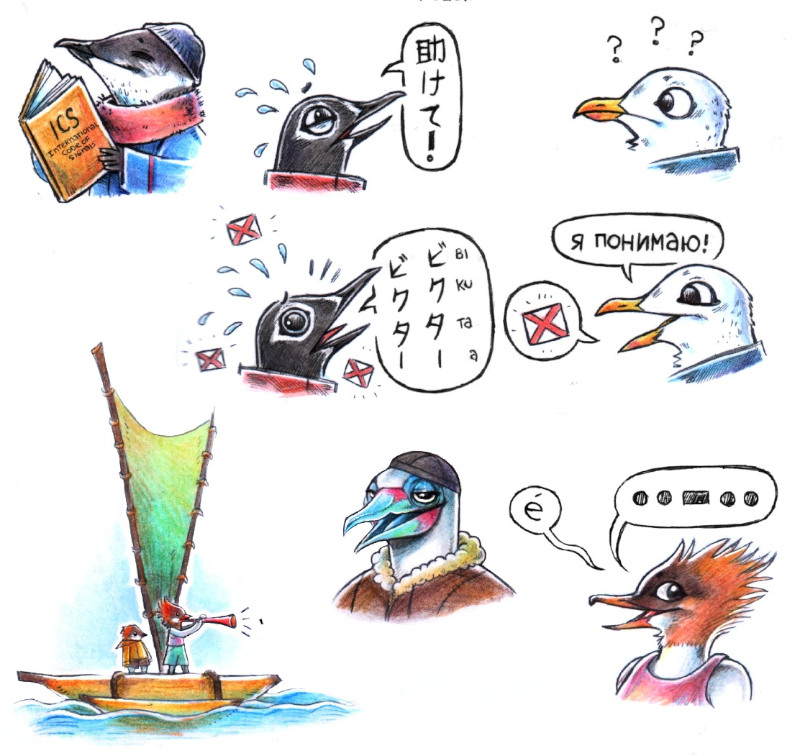 ICS
INTERNATIONAL
CODE OF
SIGNALS
助けて!
? ? ?
ビクター
ビクター
BI
KU
TA
a
я понимаю!
é
●●▬●●